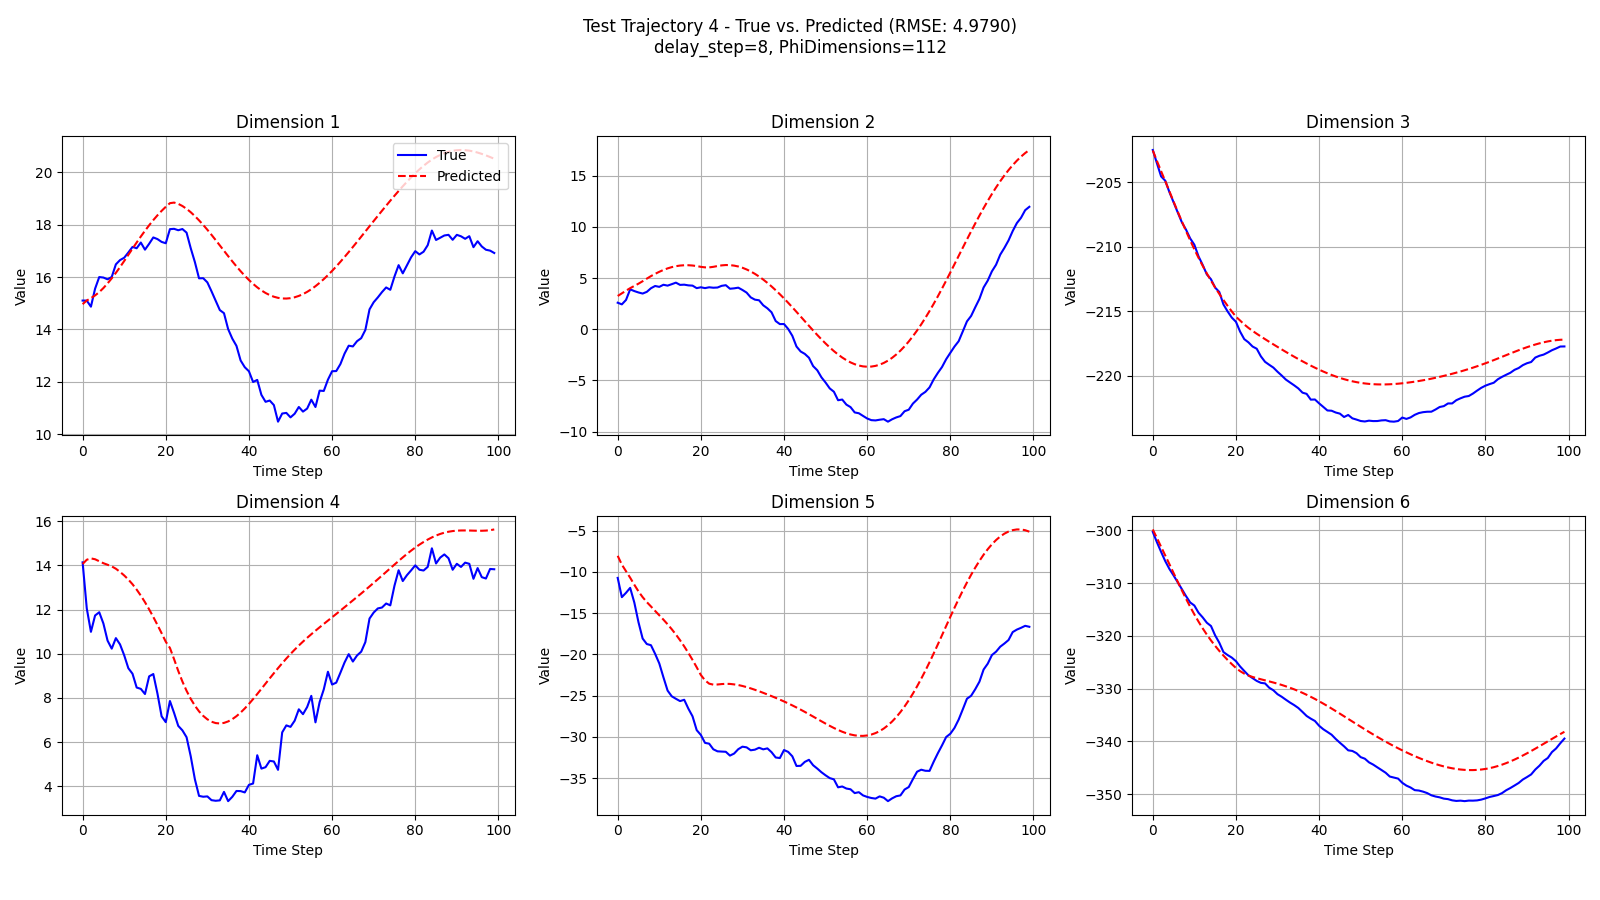 Test Trajectory 4 - True vs. Predicted (RMSE: 4.9790)
delay_step=8, PhiDimensions=112
Dimension 1
20
18
16
14
12
10
Value
0 20 40 60 80 100
Time Step
True
Predicted
Dimension 2
15
10
5
0
−5
−10
Value
0 20 40 60 80 100
Time Step
Dimension 3
−205
−210
−215
−220
Value
0 20 40 60 80 100
Time Step
Dimension 4
16
14
12
10
8
6
4
Value
0 20 40 60 80 100
Time Step
Dimension 5
−5
−10
−15
−20
−25
−30
−35
Value
0 20 40 60 80 100
Time Step
Dimension 6
−300
−310
−320
−330
−340
−350
Value
0 20 40 60 80 100
Time Step